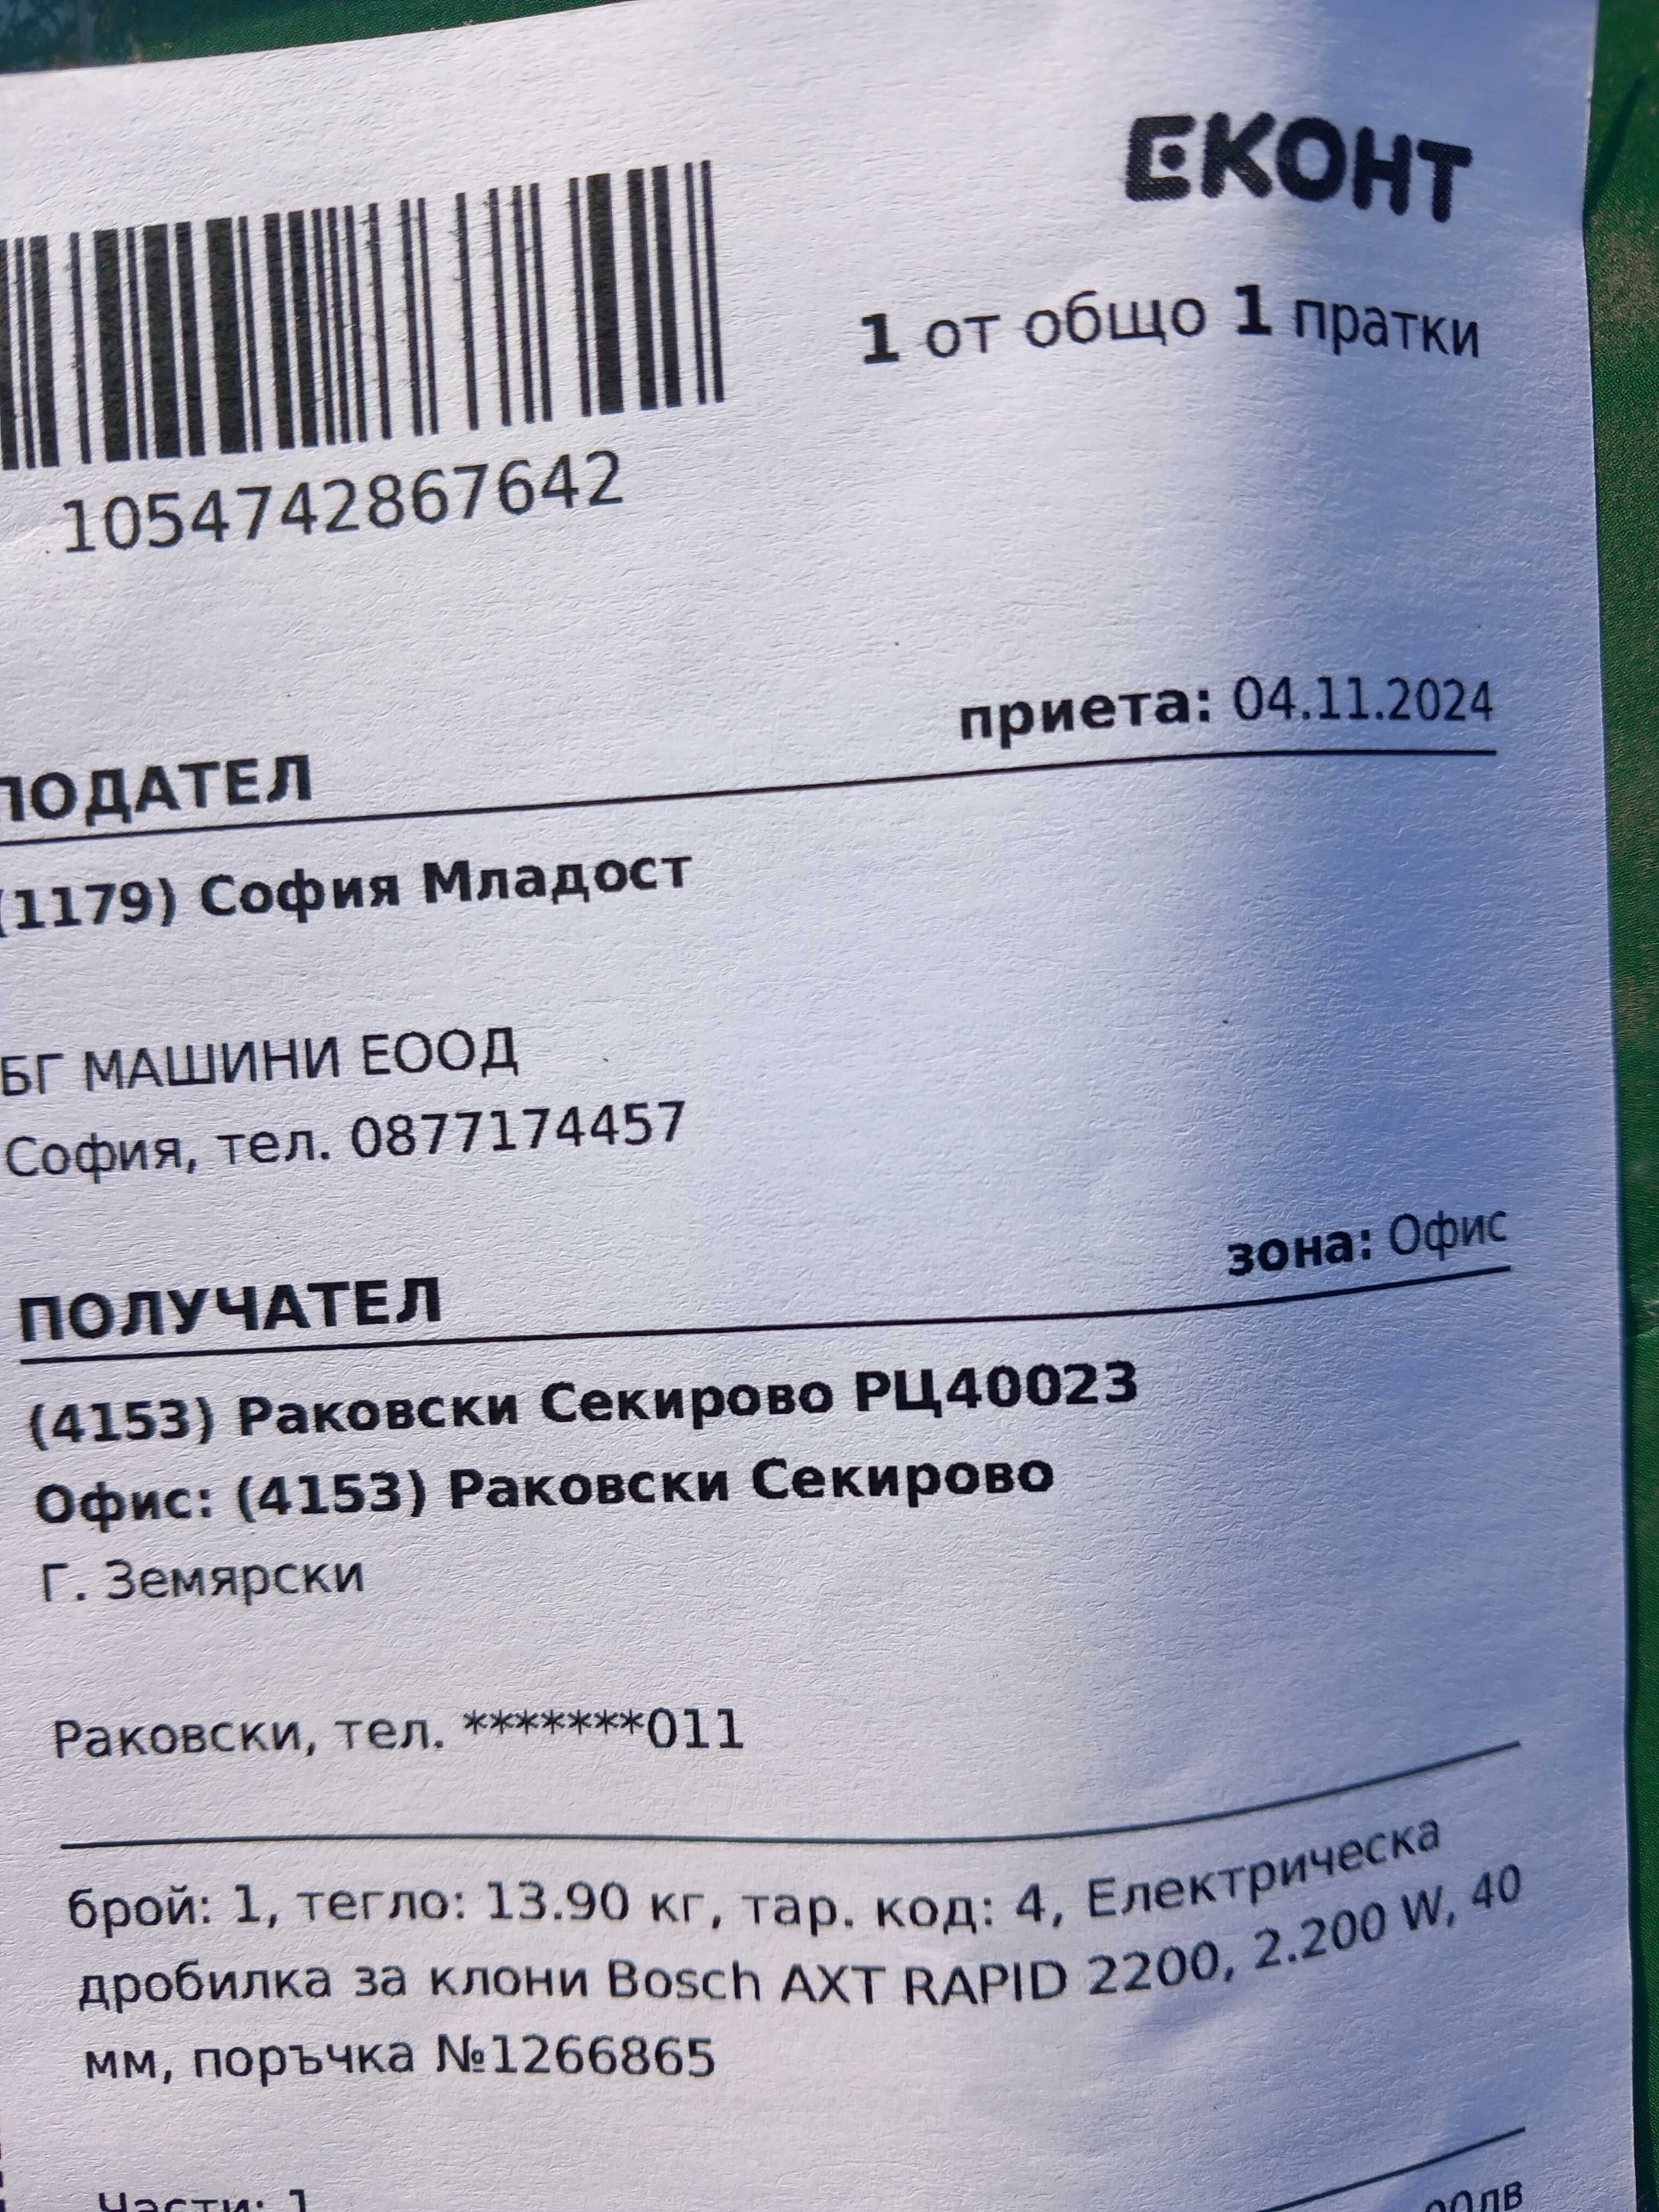 ЕКОНТ
1 от общо 1 пратки
1054742867642
приета: 04.11.2024
ПОДАТЕЛ
(1179) София Младост
БГ МАШИНИ ЕООД
София, тел. 0877174457
зона: Офис
ПОЛУЧАТЕЛ
(4153) Раковски Секирово РЦ40023
Офис: (4153) Раковски Секирово
Г. Земярски
Раковски, тел. *******011
брой: 1, тегло: 13.90 кг, тар. код: 4, Електрическа
дробилка за клони Bosch AXT RAPID 2200, 2.200 W, 40
мм, поръчка №1266865
Части: 1